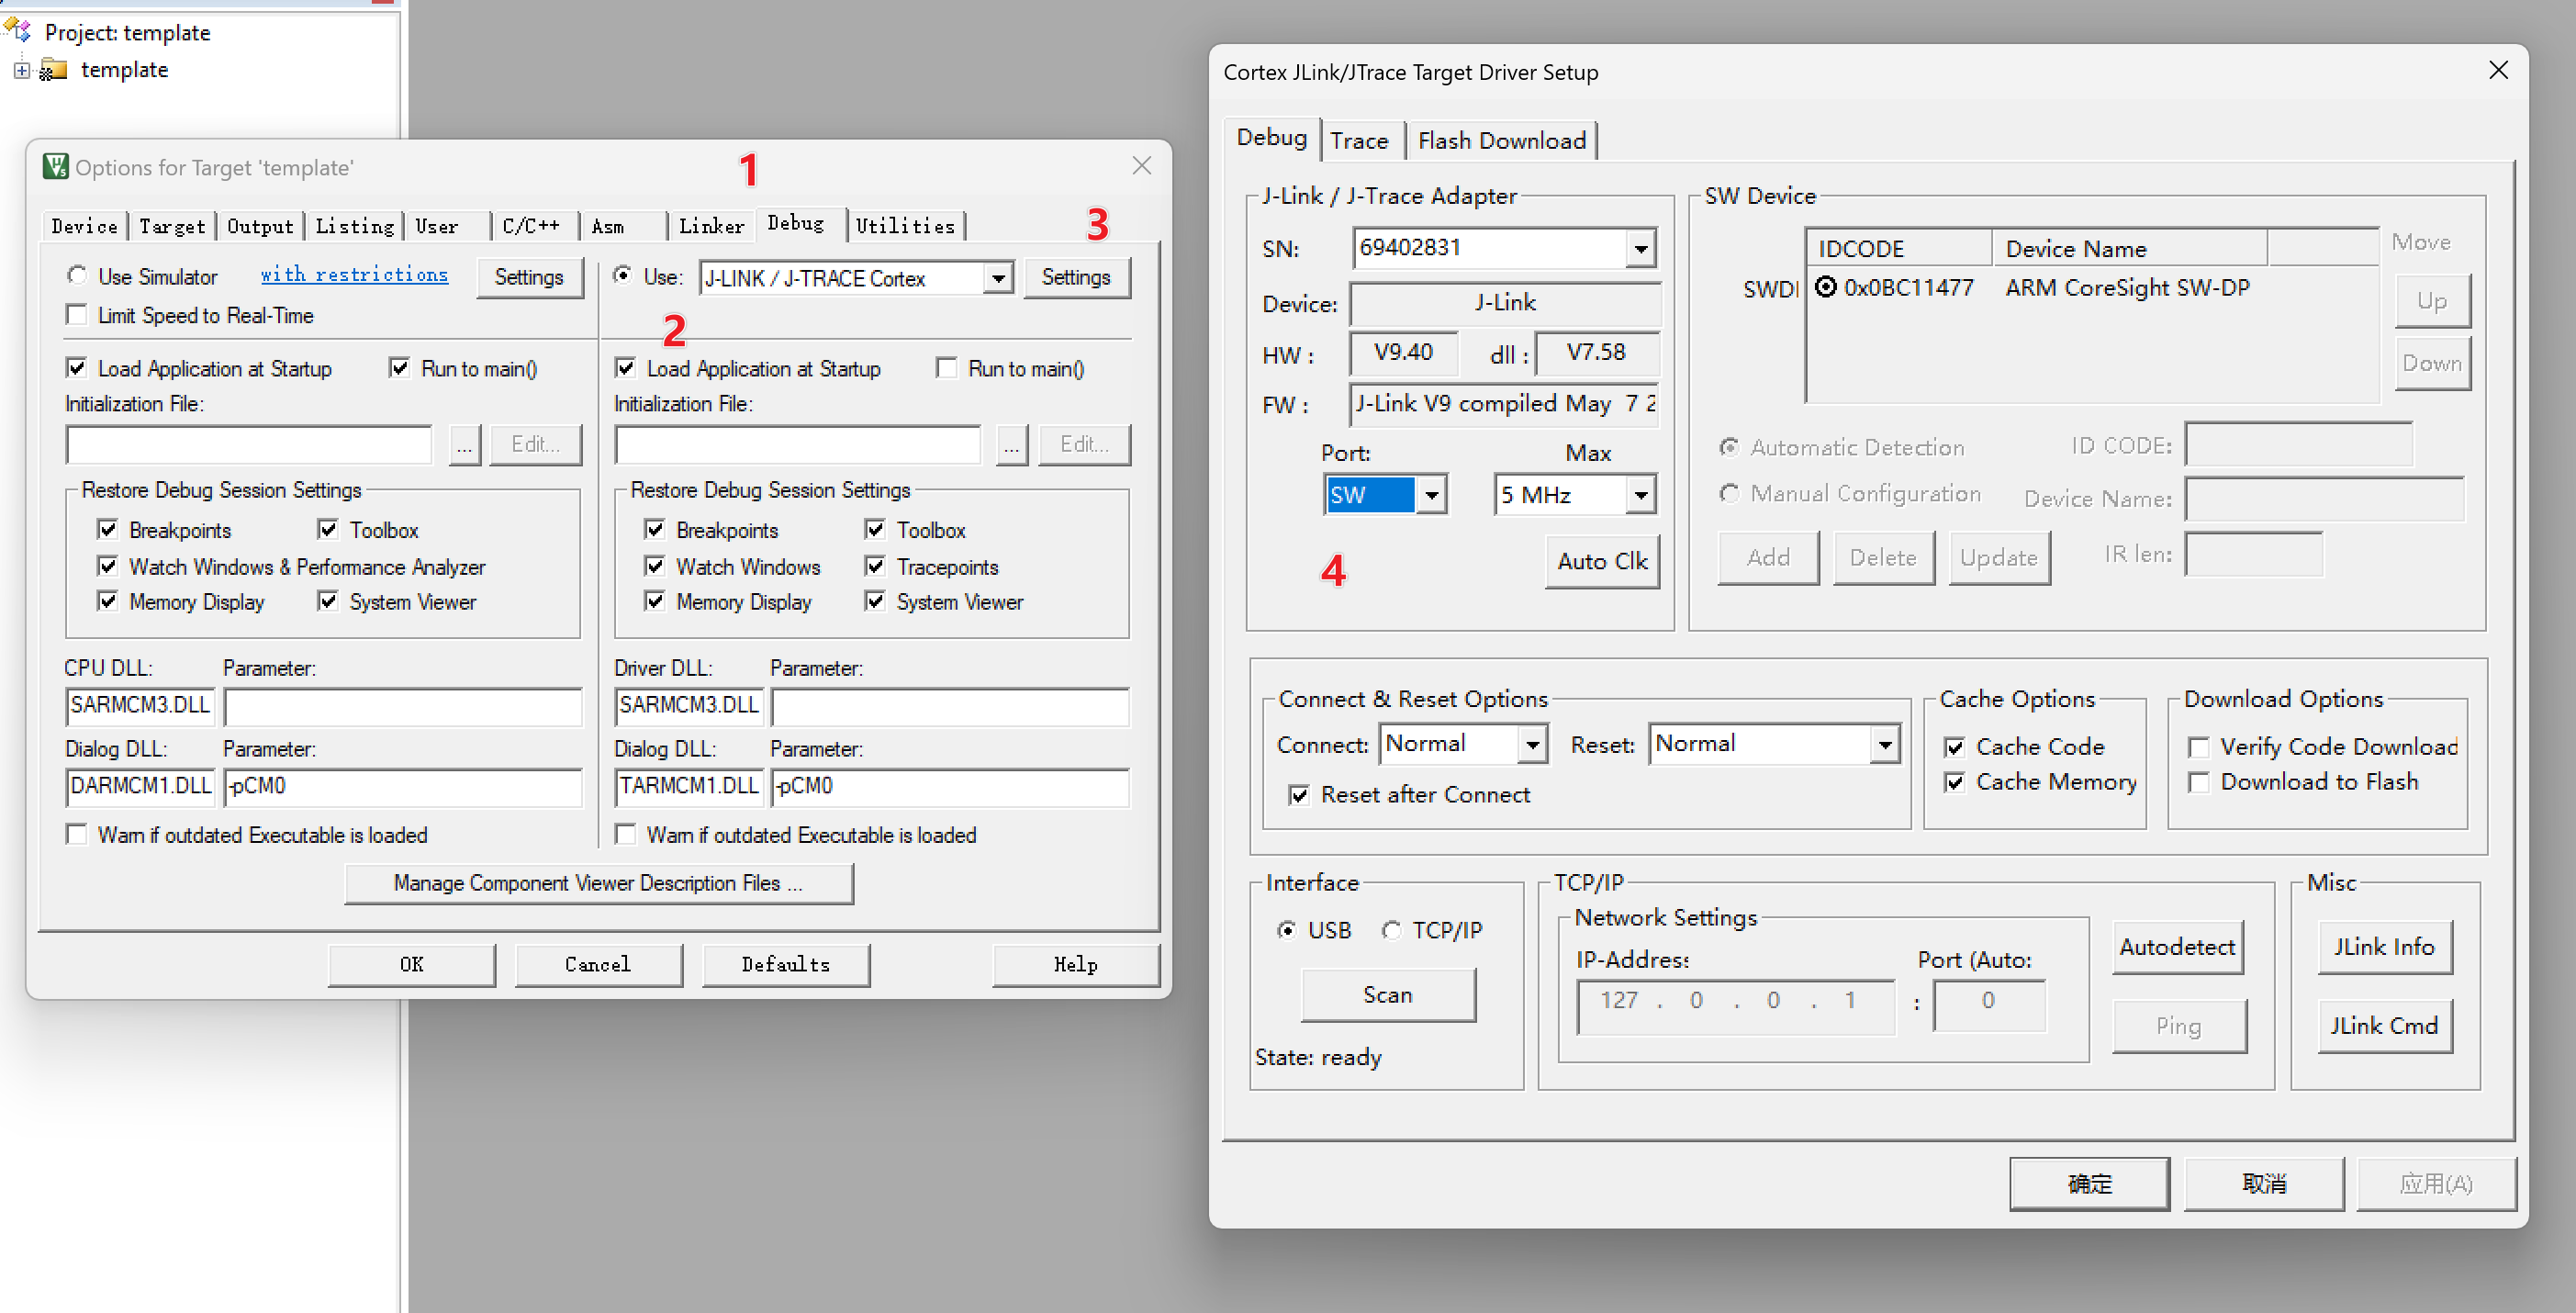 Project: template
template
Options for Target 'template'
1
3
Device
Target
Output
Listing
User
C/C++
Asm
Linker
Debug
Utilities
Use Simulator
with restrictions
Settings
Use:
J-LINK / J-TRACE Cortex
Settings
Limit Speed to Real-Time
2
Load Application at Startup
Run to main()
Load Application at Startup
Run to main()
Initialization File:
Initialization File:
...
Edit...
...
Edit...
Restore Debug Session Settings
Breakpoints
Toolbox
Watch Windows & Performance Analyzer
Memory Display
System Viewer
Restore Debug Session Settings
Breakpoints
Toolbox
Watch Windows
Tracepoints
Memory Display
System Viewer
CPU DLL:
Parameter:
Driver DLL:
Parameter:
SARMCM3.DLL
SARMCM3.DLL
Dialog DLL:
Parameter:
Dialog DLL:
Parameter:
DARMCM1.DLL
-pCM0
TARMCM1.DLL
-pCM0
Warn if outdated Executable is loaded
Warn if outdated Executable is loaded
Manage Component Viewer Description Files ...
OK
Cancel
Defaults
Help
Cortex JLink/JTrace Target Driver Setup
Debug
Trace
Flash Download
J-Link / J-Trace Adapter
SN:
69402831
Device:
J-Link
HW :
V9.40
dll :
V7.58
FW :
J-Link V9 compiled May 7 2
Port:
Max
SW
5 MHz
4
Auto Clk
SW Device
IDCODE
Device Name
Move
SWDI
0x0BC11477
ARM CoreSight SW-DP
Up
Down
Automatic Detection
ID CODE:
Manual Configuration
Device Name:
Add
Delete
Update
IR len:
Connect & Reset Options
Connect:
Normal
Reset:
Normal
Reset after Connect
Cache Options
Cache Code
Cache Memory
Download Options
Verify Code Download
Download to Flash
Interface
USB
TCP/IP
Scan
State: ready
TCP/IP
Network Settings
IP-Address
Port (Auto:
127 . 0 . 0 . 1
:
0
Autodetect
Ping
Misc
JLink Info
JLink Cmd
确定
取消
应用(A)